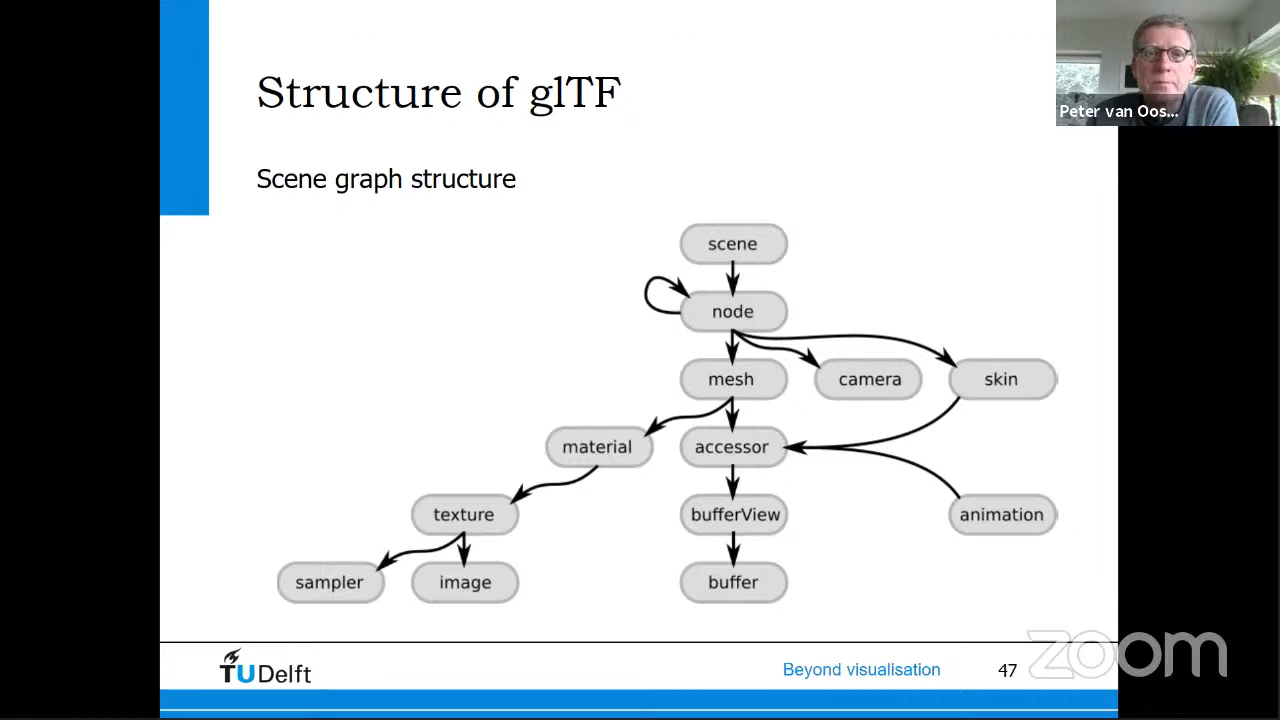 Structure of glTF
Peter van Oos...
Scene graph structure
scene
node
mesh
camera
skin
material
accessor
texture
bufferView
animation
sampler
image
buffer
TUDelft
Beyond visualisation
47
zoom